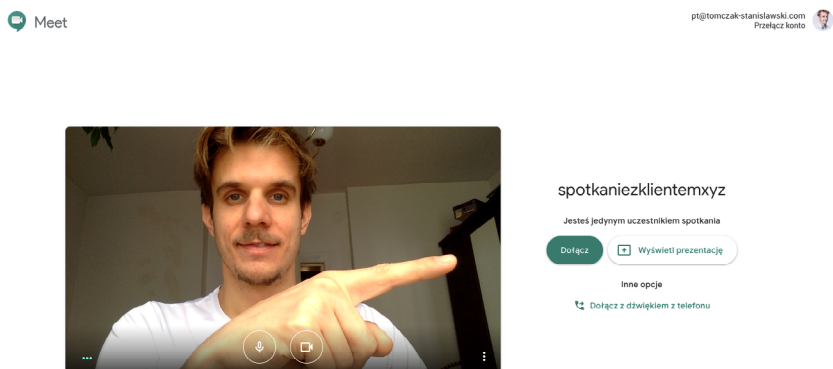 Meet
pt@tomczak-stanislawski.com
Przełącz konto
spotkaniezklientemxyz
Jesteś jedynym uczestnikiem spotkania
Dołącz
Wyświetl prezentację
Inne opcje
Dołącz z dźwiękiem z telefonu